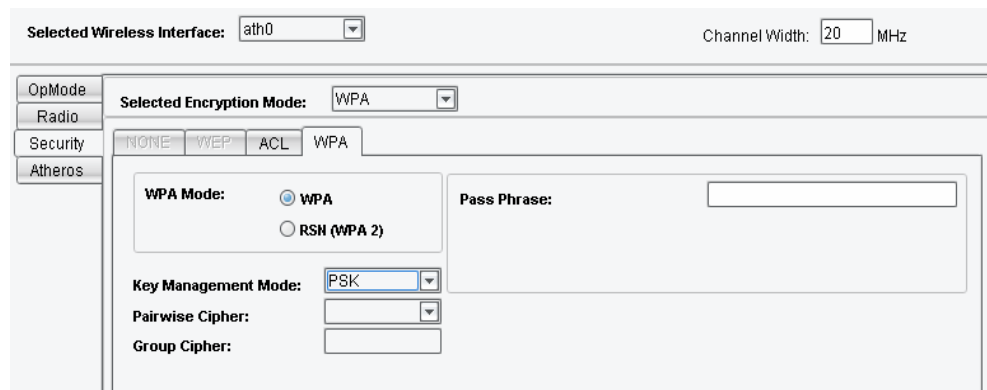 Selected Wireless Interface: ath0
Channel Width: 20 MHz
OpMode
Radio
Security
Atheros
Selected Encryption Mode: WPA
NONE WEP ACL WPA
WPA Mode: WPA
RSN (WPA 2)
Pass Phrase:
Key Management Mode: PSK
Pairwise Cipher:
Group Cipher: